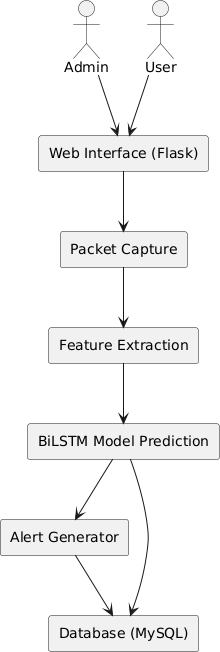 Admin
User
Web Interface (Flask)
Packet Capture
Feature Extraction
BiLSTM Model Prediction
Alert Generator
Database (MySQL)